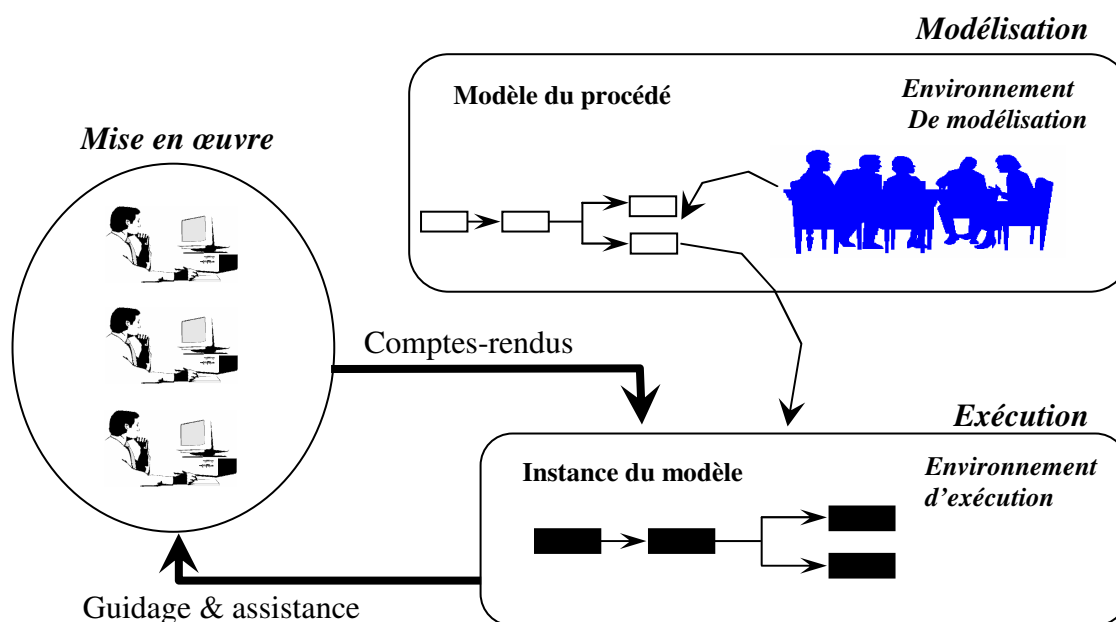 Modélisation
Modèle du procédé
Environnement
De modélisation
Mise en œuvre
Comptes-rendus
Exécution
Instance du modèle
Environnement
d’exécution
Guidage & assistance